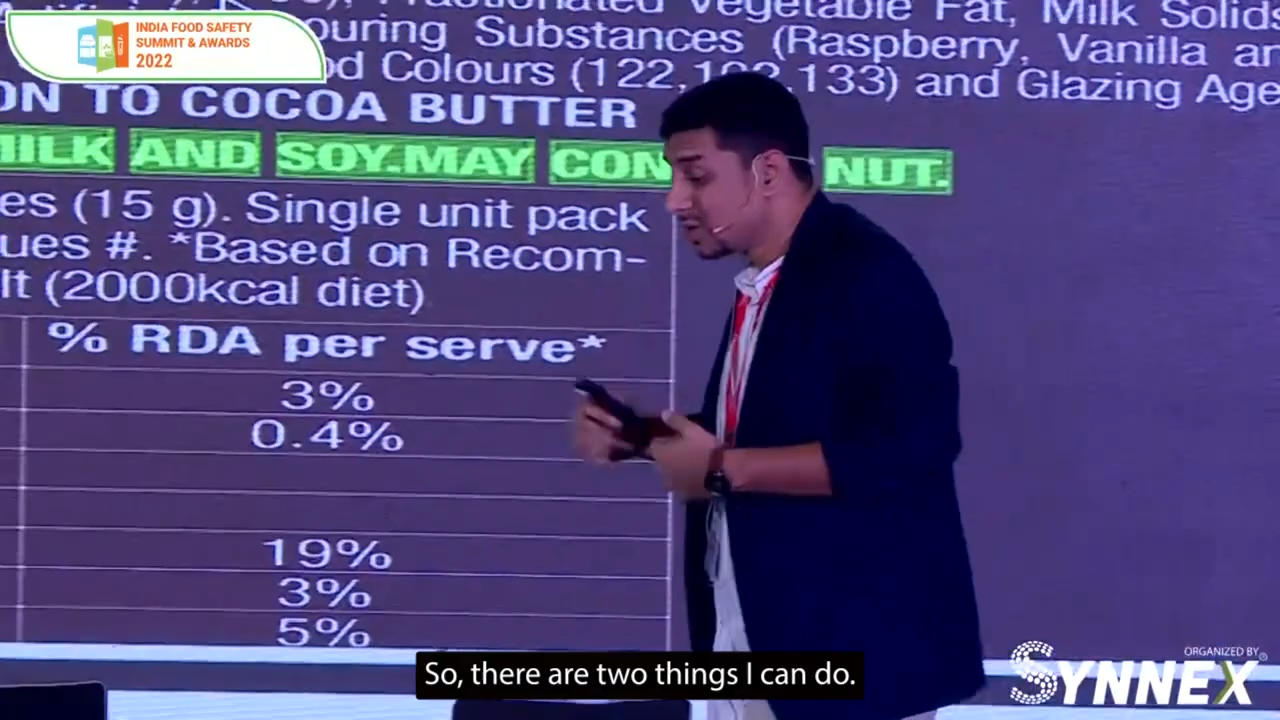 INDIA FOOD SAFETY
SUMMIT & AWARDS
2022
Vegetable Fat, Milk Solids
ouring Substances (Raspberry, Vanilla an
od Colours (122, ,133) and Glazing Age
ON TO COCOA BUTTER
MILK AND SOY.MAY CON NUT.
es (15 g). Single unit pack
ues #. *Based on Recom-
lt (2000kcal diet)
% RDA per serve*
3%
0.4%
19%
3%
5%
So, there are two things I can do.
ORGANIZED BY
SYNNEX®